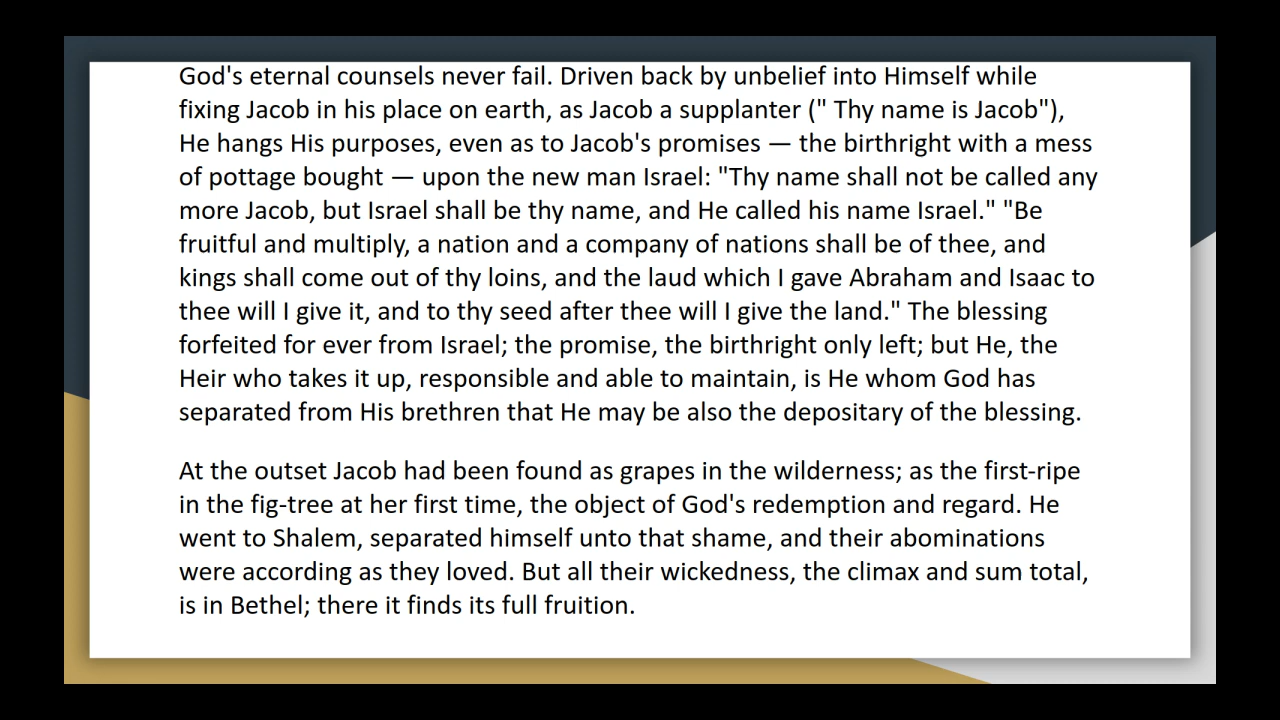 God's eternal counsels never fail. Driven back by unbelief into Himself while
fixing Jacob in his place on earth, as Jacob a supplanter (" Thy name is Jacob"),
He hangs His purposes, even as to Jacob's promises — the birthright with a mess
of pottage bought — upon the new man Israel: "Thy name shall not be called any
more Jacob, but Israel shall be thy name, and He called his name Israel." "Be
fruitful and multiply, a nation and a company of nations shall be of thee, and
kings shall come out of thy loins, and the laud which I gave Abraham and Isaac to
thee will I give it, and to thy seed after thee will I give the land." The blessing
forfeited for ever from Israel; the promise, the birthright only left; but He, the
Heir who takes it up, responsible and able to maintain, is He whom God has
separated from His brethren that He may be also the depositary of the blessing.
At the outset Jacob had been found as grapes in the wilderness; as the first-ripe
in the fig-tree at her first time, the object of God's redemption and regard. He
went to Shalem, separated himself unto that shame, and their abominations
were according as they loved. But all their wickedness, the climax and sum total,
is in Bethel; there it finds its full fruition.